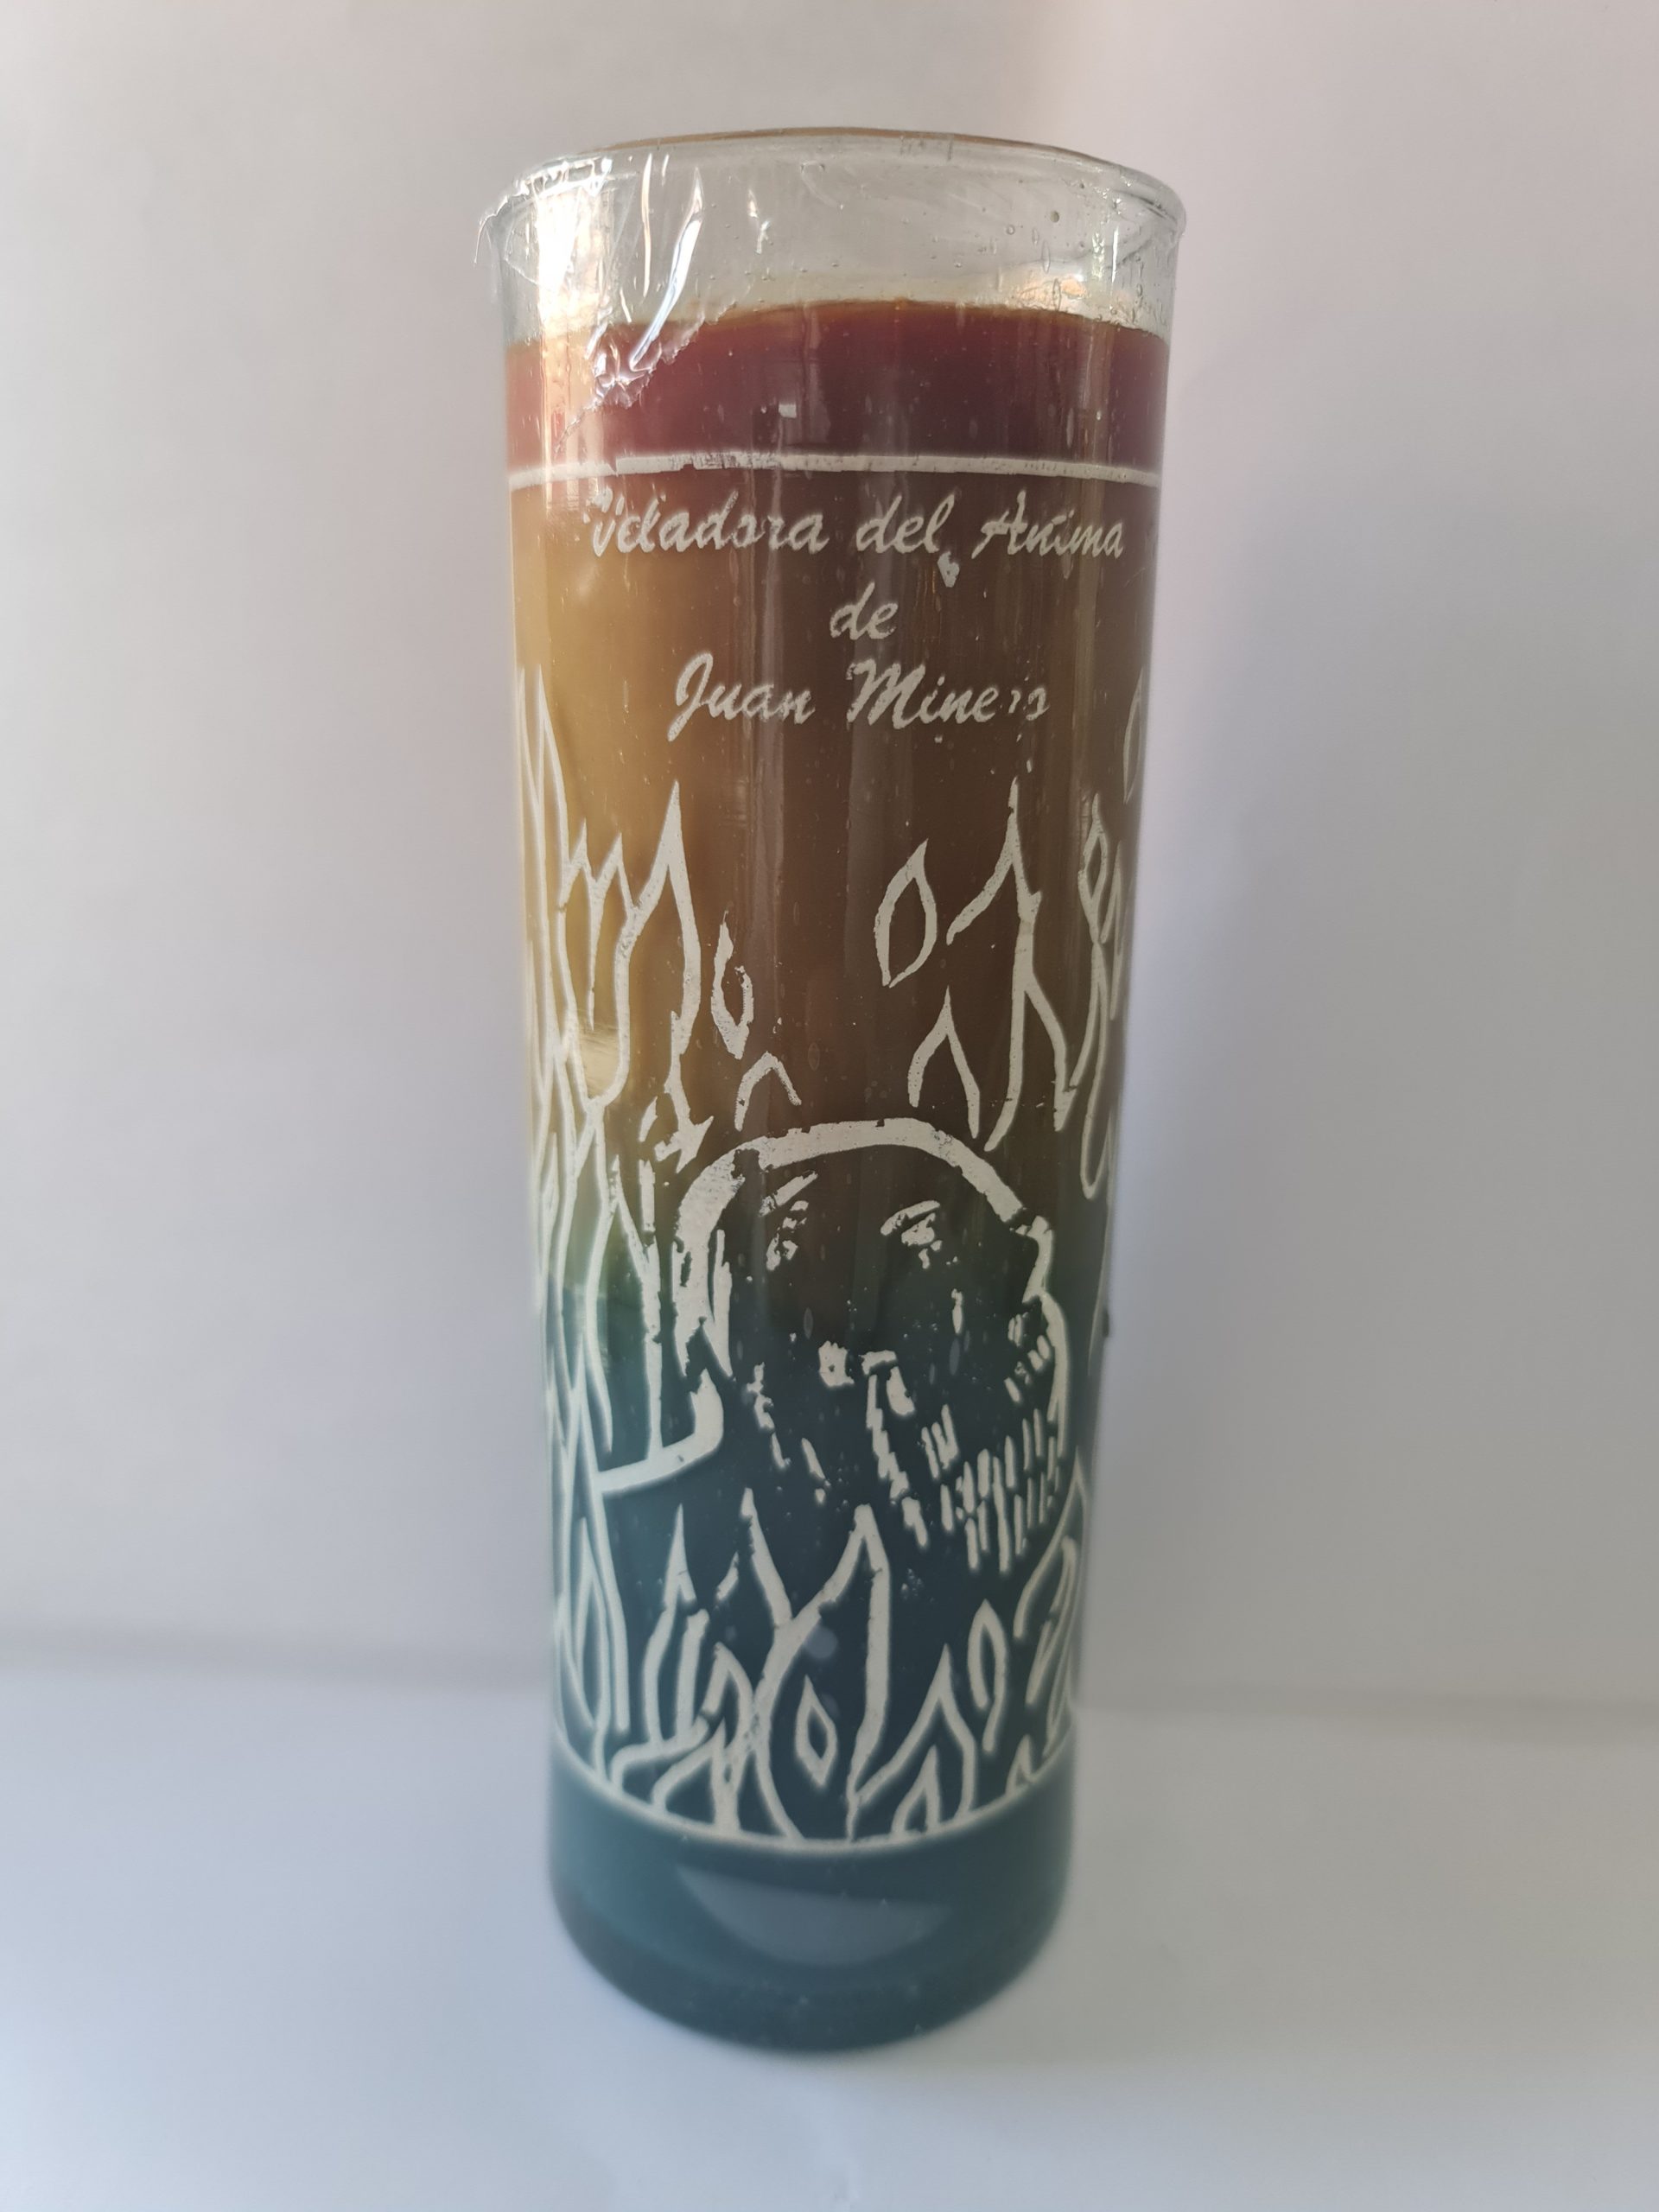 Veladora del Anima
de
Juan Minero